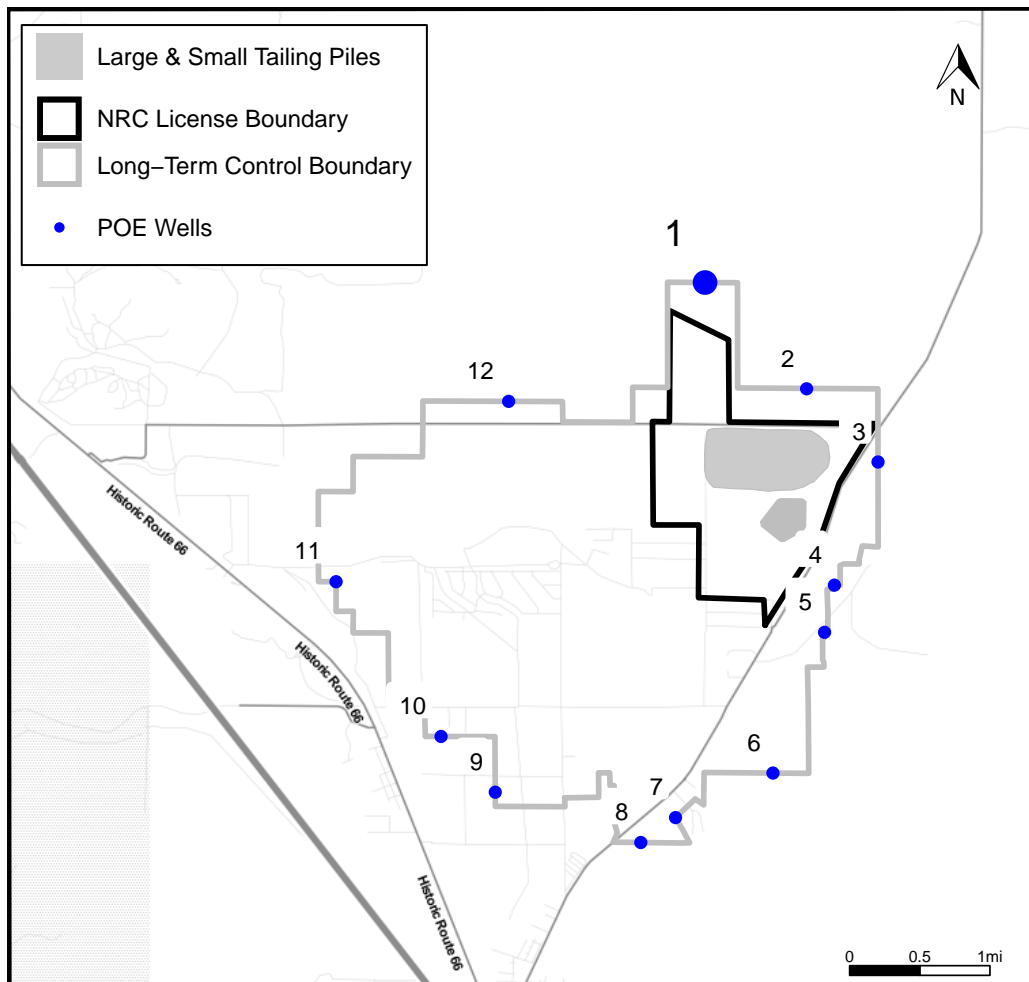 Large & Small Tailing Piles
NRC License Boundary
Long−Term Control Boundary
POE Wells
N
1
2
12
3
Historic Route 66
11
4
5
Historic Route 66
10
6
9
7
8
Historic Route 66
0 0.5 1mi